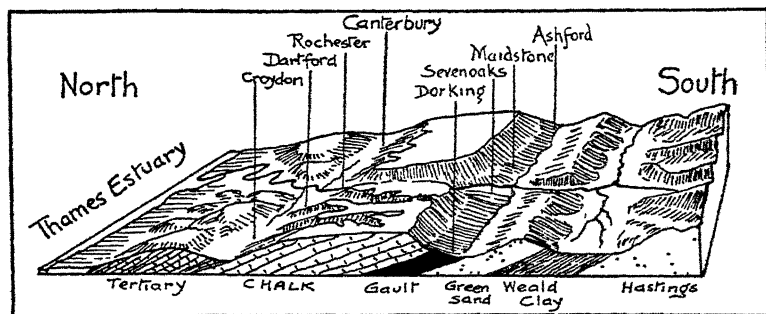 Canterbury
Rochester
Dartford
Croydon
Ashford
Maidstone
Sevenoaks
Dorking
North
South
Thames Estuary
Tertiary
CHALK
Gault
Green
sand
Weald
Clay
Hastings